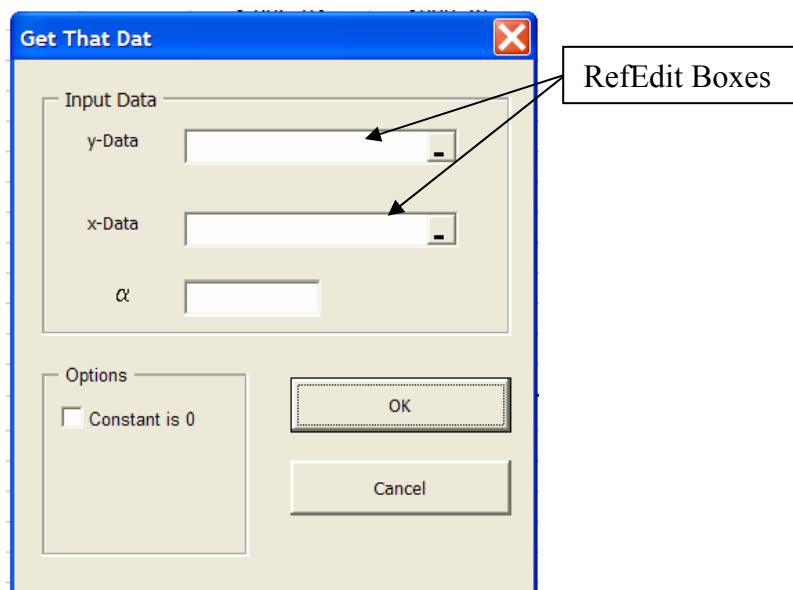 Get That Dat
RefEdit Boxes
Input Data
y-Data
x-Data
α
Options
Constant is 0
OK
Cancel